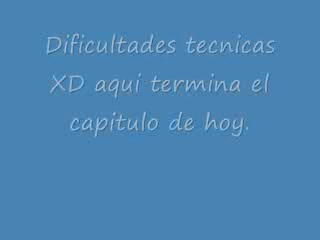 Dificultades tecnicas
XD aqui termina el
capitulo de hoy.